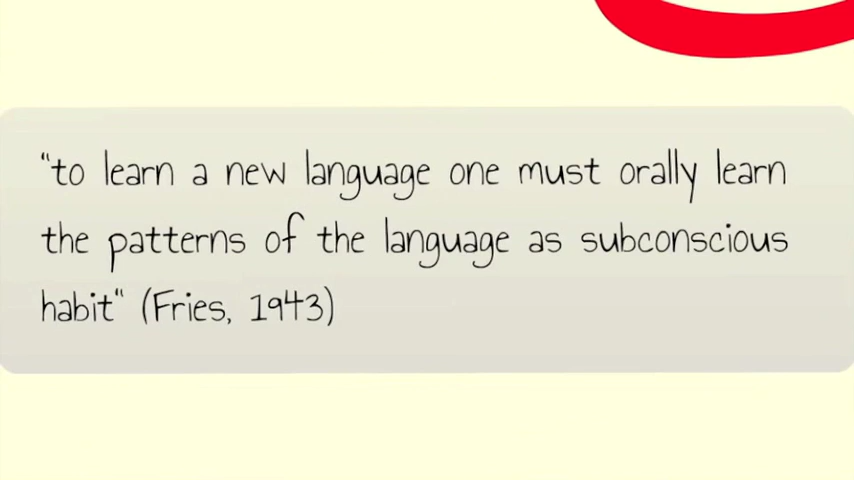 "to learn a new language one must orally learn
the patterns of the language as subconscious
habit" (Fries, 1943)